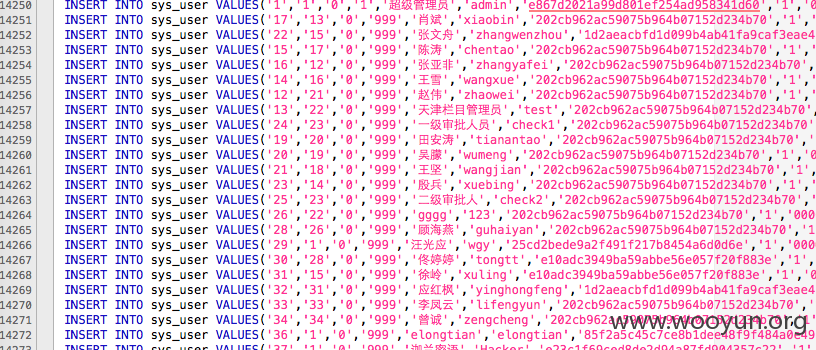 14250 INSERT INTO sys_user VALUES('1','1','0','1','超级管理员','admin','e867d2021a99d801ef254ad958341d60','1','0
14251 INSERT INTO sys_user VALUES('17','13','0','999','肖斌','xiaobin','202cb962ac59075b964b07152d234b70','1','
14252 INSERT INTO sys_user VALUES('22','15','0','999','张文舟','zhangwenzhou','1d2aeacbfd1d099b4ab41fa9caf3eae4
14253 INSERT INTO sys_user VALUES('15','17','0','999','陈涛','chentao','202cb962ac59075b964b07152d234b70','1','
14254 INSERT INTO sys_user VALUES('16','12','0','999','张亚非','zhangyafei','202cb962ac59075b964b07152d234b70'
14255 INSERT INTO sys_user VALUES('14','16','0','999','王雪','wangxue','202cb962ac59075b964b07152d234b70','1','
14256 INSERT INTO sys_user VALUES('12','21','0','999','赵伟','zhaowei','202cb962ac59075b964b07152d234b70','1','
14257 INSERT INTO sys_user VALUES('13','22','0','999','天津栏目管理员','test','202cb962ac59075b964b07152d234b70
14258 INSERT INTO sys_user VALUES('24','23','0','999','一级审批人员','check1','202cb962ac59075b964b07152d234b70
14259 INSERT INTO sys_user VALUES('19','20','0','999','田安涛','tianantao','202cb962ac59075b964b07152d234b70',
14260 INSERT INTO sys_user VALUES('20','19','0','999','吴朦','wumeng','202cb962ac59075b964b07152d234b70','1','0
14261 INSERT INTO sys_user VALUES('21','18','0','999','王坚','wangjian','202cb962ac59075b964b07152d234b70','1',
14262 INSERT INTO sys_user VALUES('23','14','0','999','殷兵','xuebing','202cb962ac59075b964b07152d234b70','1','
14263 INSERT INTO sys_user VALUES('25','23','0','999','二级审批人','check2','202cb962ac59075b964b07152d234b70',
14265 INSERT INTO sys_user VALUES('26','22','0','999','gggg','123','202cb962ac59075b964b07152d234b70','1','000
14265 INSERT INTO sys_user VALUES('28','26','0','999','顾海燕','guhaiyan','202cb962ac59075b964b07152d234b70','1
14266 INSERT INTO sys_user VALUES('29','1','0','999','汪光应','wgy','25cd2bede9a2f491f217b8454a6d0d6e','1','000
14267 INSERT INTO sys_user VALUES('30','28','0','999','佟婷婷','tongtt','e10adc3949ba59abbe56e057f20f883e','1',
14268 INSERT INTO sys_user VALUES('31','15','0','999','徐岭','xuling','e10adc3949ba59abbe56e057f20f883e','1','0
14269 INSERT INTO sys_user VALUES('32','31','0','999','应红枫','yinghongfeng','1d2aeacbfd1d099b4ab41fa9caf3eae4
14270 INSERT INTO sys_user VALUES('33','33','0','999','李凤云','lifengyun','202cb962ac59075b964b07152d234b70',
14271 INSERT INTO sys_user VALUES('34','34','0','999','曾诚','zengcheng','202cb962ac59075b964b07152d234b70','1'
14272 INSERT INTO sys_user VALUES('36','1','0','999','elongtian','elongtian','85f2a5c45c7ce8b1dee48f9f484a0e49
www.wooyun.org